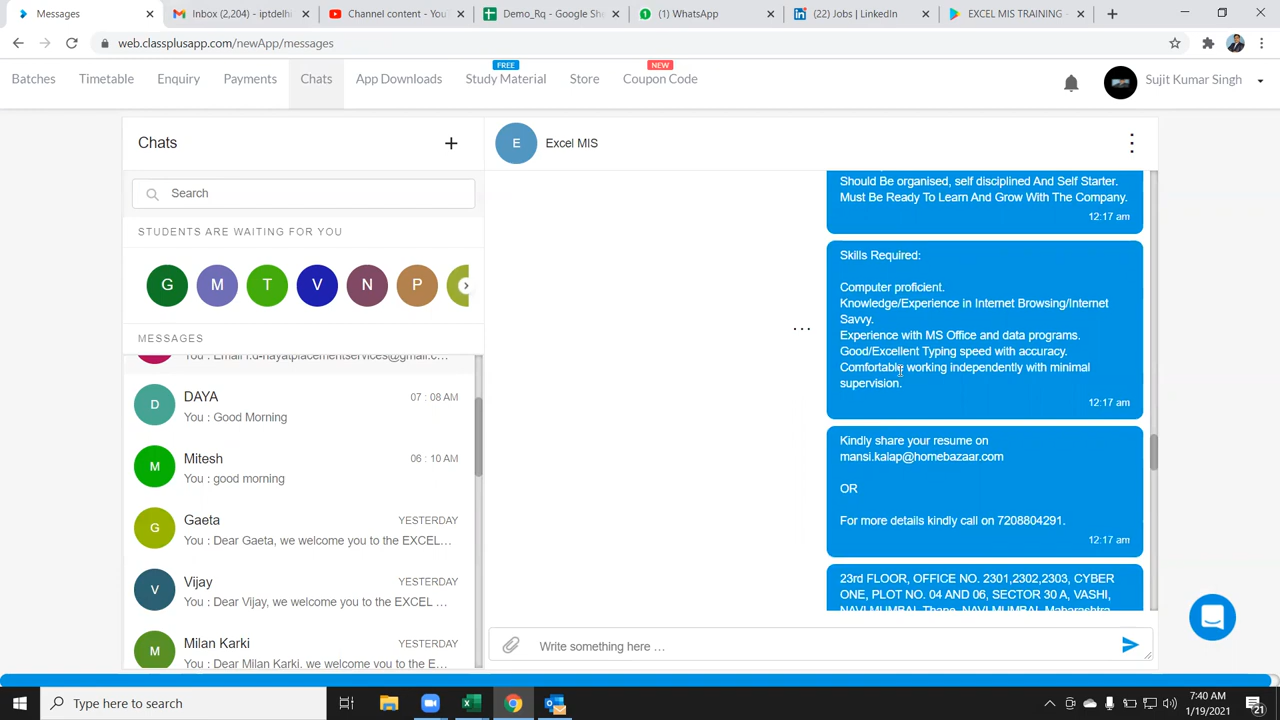 Messages
Inbox (2,204) - iptdelhi
Channel content - You
Demo_Rq - Google Sh
(1) WhatsApp
(22) Jobs | LinkedIn
EXCEL MIS TRAINING -
web.classplusapp.com/newApp/messages
FREE
NEW
Batches
Timetable
Enquiry
Payments
Chats
App Downloads
Study Material
Store
Coupon Code
Sujit Kumar Singh
Chats
Search
STUDENTS ARE WAITING FOR YOU
G
M
T
V
N
P
MESSAGES
DAYA
07 : 08 AM
D
You : Good Morning
Mitesh
06 : 10 AM
M
You : good morning
Gaeta
YESTERDAY
G
You : Dear Gaeta, we welcome you to the EXCEL...
Vijay
YESTERDAY
V
You : Dear Vijay, we welcome you to the EXCEL ...
Milan Karki
YESTERDAY
M
You : Dear Milan Karki, we welcome you to the E...
E
Excel MIS
Should Be organised, self disciplined And Self Starter.
Must Be Ready To Learn And Grow With The Company.
12:17 am
Skills Required:
Computer proficient.
Knowledge/Experience in Internet Browsing/Internet
Savvy.
Experience with MS Office and data programs.
Good/Excellent Typing speed with accuracy.
Comfortable working independently with minimal
supervision.
12:17 am
Kindly share your resume on
mansi.kalap@homebazaar.com
OR
For more details kindly call on 7208804291.
12:17 am
23rd FLOOR, OFFICE NO. 2301,2302,2303, CYBER
ONE, PLOT NO. 04 AND 06, SECTOR 30 A, VASHI,
NAVI MUMBAI, Thane, NAVI MUMBAI, Maharashtra
Write something here ...
Type here to search
7:40 AM
1/19/2021
21